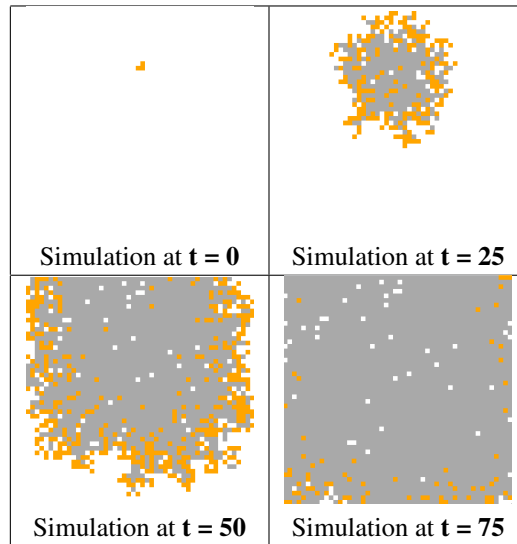 Simulation at t = 0
Simulation at t = 25
Simulation at t = 50
Simulation at t = 75